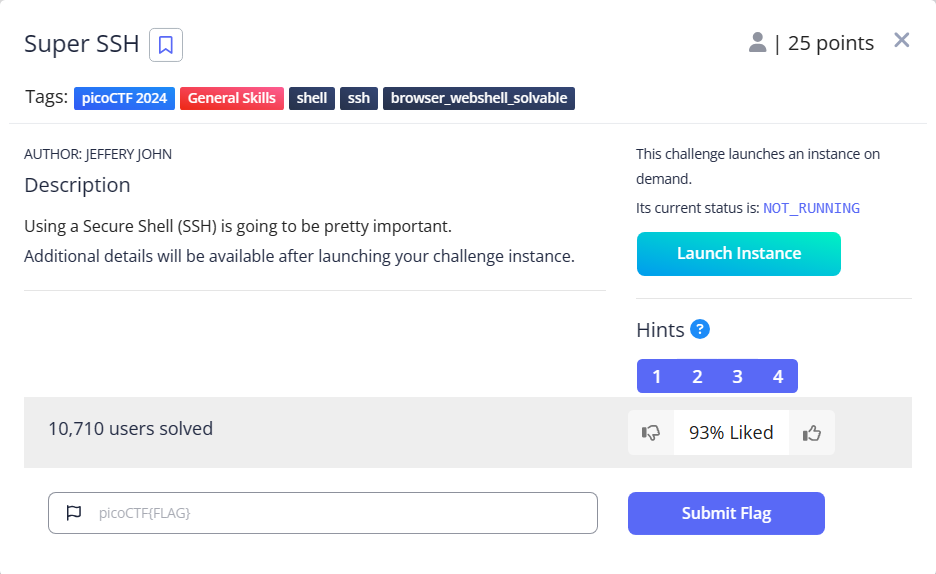 Super SSH
| 25 points
Tags: picoCTF 2024 General Skills shell ssh browser_webshell_solvable
AUTHOR: JEFFERY JOHN
Description
Using a Secure Shell (SSH) is going to be pretty important.
Additional details will be available after launching your challenge instance.
This challenge launches an instance on
demand.
Its current status is: NOT_RUNNING
Launch Instance
Hints ?
1 2 3 4
10,710 users solved
93% Liked
picoCTF{FLAG}
Submit Flag